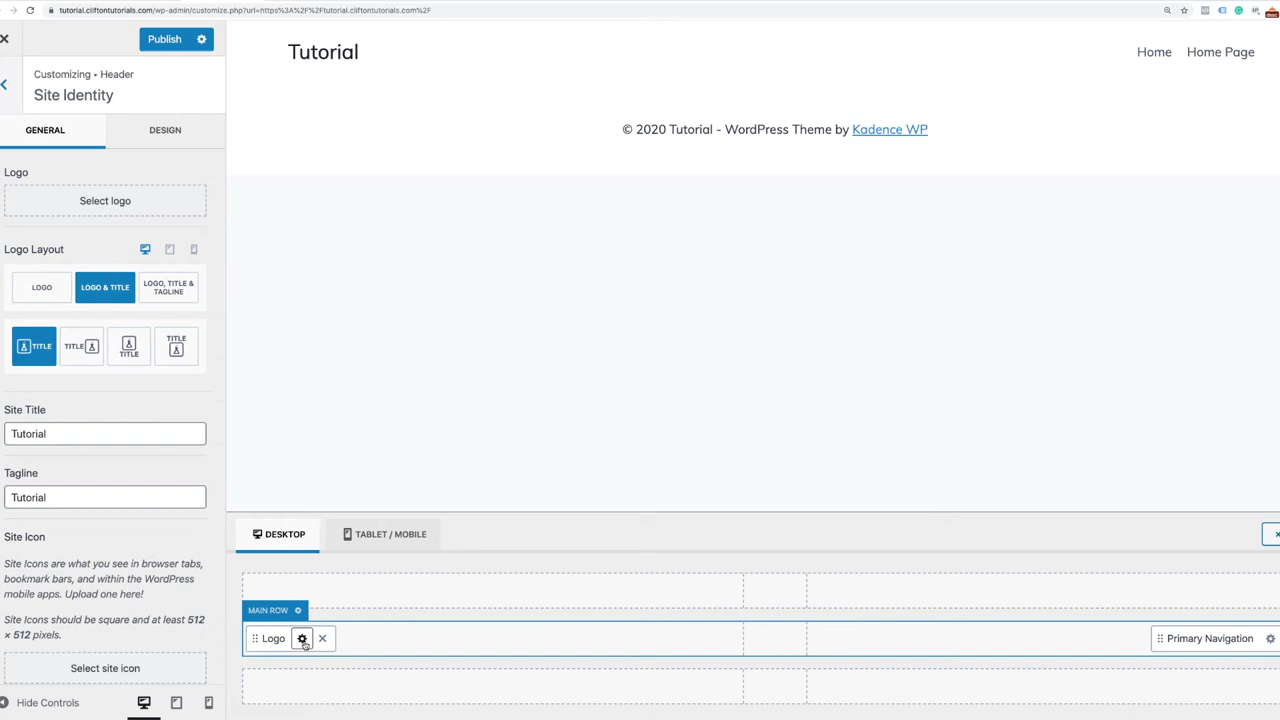 tutorial.cliftontutorials.com/wp-admin/customize.php?url=https%3A%2F%2Ftutorial.cliftontutorials.com%2F
Publish
Customizing ▸ Header
Site Identity
GENERAL
DESIGN
Logo
Select logo
Logo Layout
LOGO
LOGO & TITLE
LOGO, TITLE &
TAGLINE
TITLE
TITLE
TITLE
TITLE
Site Title
Tutorial
Tagline
Tutorial
Site Icon
Site Icons are what you see in browser tabs,
bookmark bars, and within the WordPress
mobile apps. Upload one here!
Site Icons should be square and at least 512
× 512 pixels.
Select site icon
Hide Controls
Tutorial
Home
Home Page
© 2020 Tutorial - WordPress Theme by Kadence WP
DESKTOP
TABLET / MOBILE
MAIN ROW
Logo
Primary Navigation